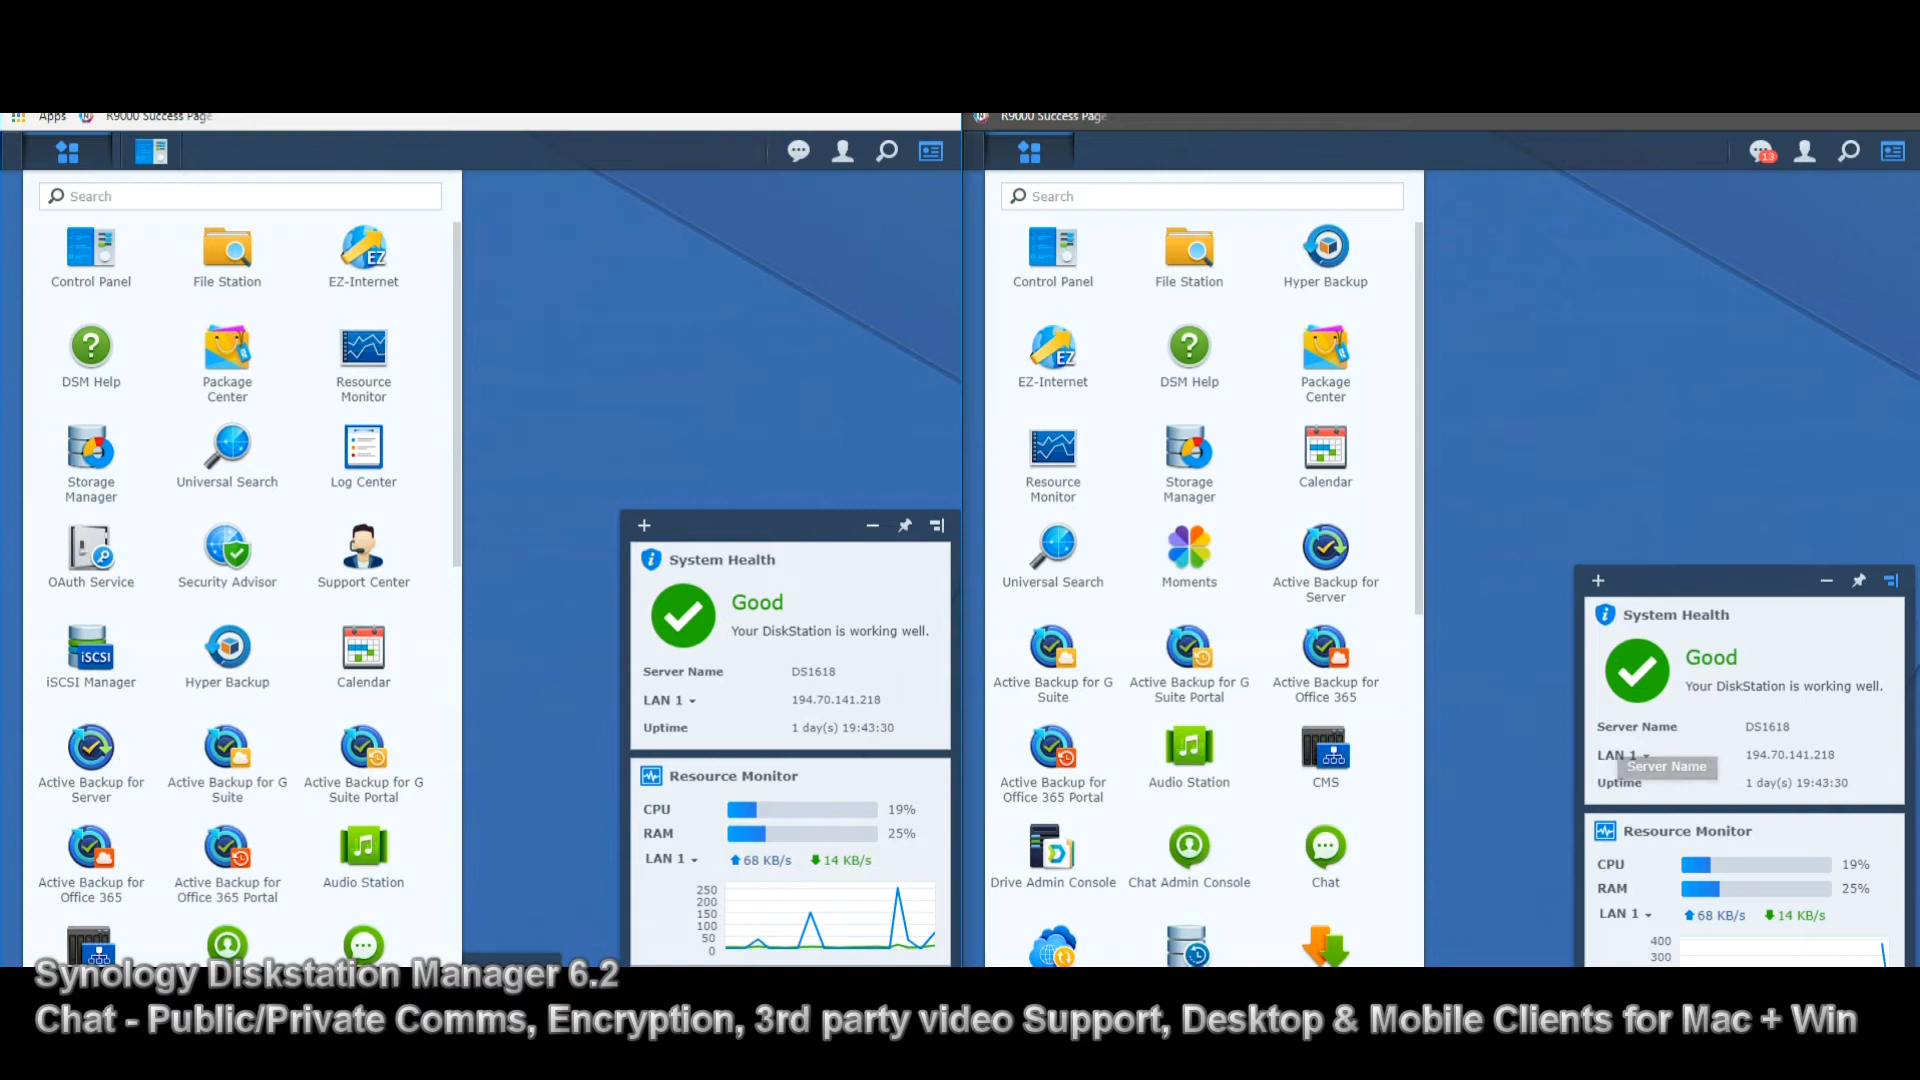 Apps R9000 Success Page
Search
Control Panel
File Station
EZ-Internet
DSM Help
Package
Center
Resource
Monitor
Storage
Manager
Universal Search
Log Center
OAuth Service
Security Advisor
Support Center
iSCSI
iSCSI Manager
Hyper Backup
Calendar
Active Backup for
Server
Active Backup for G
Suite
Active Backup for G
Suite Portal
Active Backup for
Office 365
Active Backup for
Office 365 Portal
Audio Station
System Health
Good
Your DiskStation is working well.
Server Name DS1618
LAN 1 194.70.141.218
Uptime 1 day(s) 19:43:30
Resource Monitor
CPU 19%
RAM 25%
LAN 1 68 KB/s 14 KB/s
250
200
150
100
50
0
R9000 Success Page
13
Search
Control Panel
File Station
Hyper Backup
EZ
EZ-Internet
DSM Help
Package
Center
Resource
Monitor
Storage
Manager
Calendar
Universal Search
Moments
Active Backup for
Server
Active Backup for G
Suite
Active Backup for G
Suite Portal
Active Backup for
Office 365
Active Backup for
Office 365 Portal
Audio Station
CMS
Drive Admin Console
Chat Admin Console
Chat
System Health
Good
Your DiskStation is working well.
Server Name DS1618
LAN 1 194.70.141.218
Server Name
Uptime 1 day(s) 19:43:30
Resource Monitor
CPU 19%
RAM 25%
LAN 1 68 KB/s 14 KB/s
400
300
Synology Diskstation Manager 6.2
Chat - Public/Private Comms, Encryption, 3rd party video Support, Desktop & Mobile Clients for Mac + Win